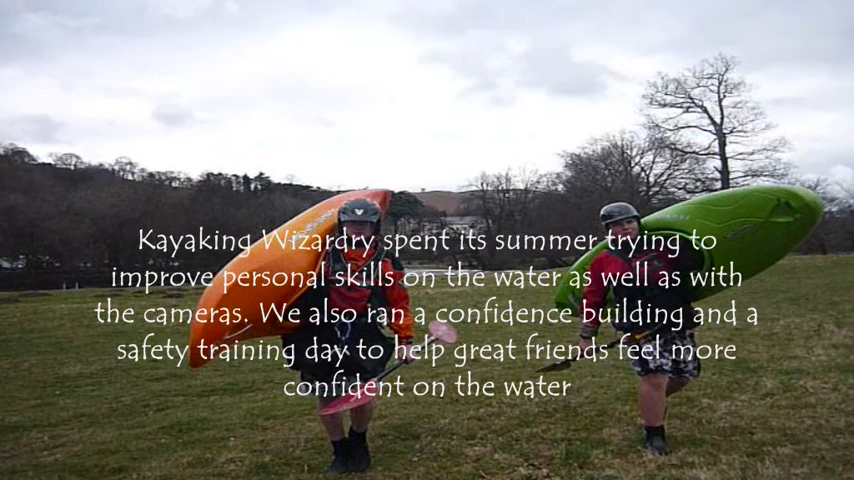 Kayaking Wizardry spent its summer trying to
improve personal skills on the water as well as with
the cameras. We also ran a confidence building and a
safety training day to help great friends feel more
confident on the water